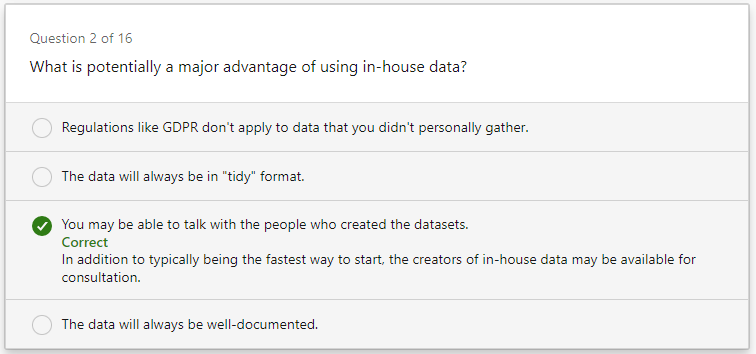 Question 2 of 16
What is potentially a major advantage of using in-house data?
Regulations like GDPR don't apply to data that you didn't personally gather.
The data will always be in "tidy" format.
You may be able to talk with the people who created the datasets.
Correct
In addition to typically being the fastest way to start, the creators of in-house data may be available for
consultation.
The data will always be well-documented.